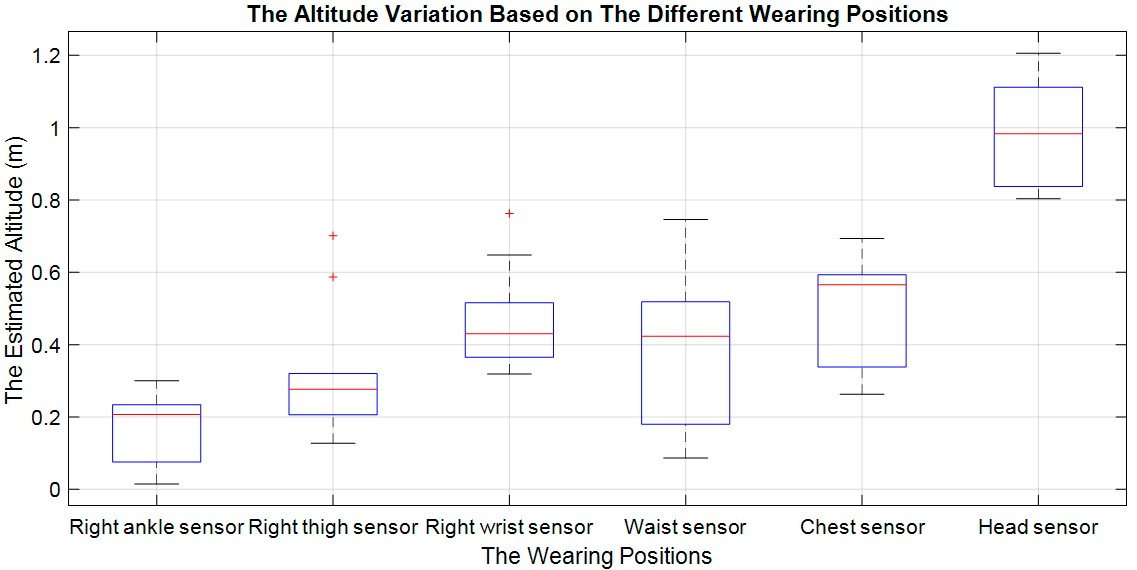 The Altitude Variation Based on The Different Wearing Positions
The Estimated Altitude (m)
1.2
1
0.8
0.6
0.4
0.2
0
Right ankle sensor Right thigh sensor Right wrist sensor Waist sensor Chest sensor Head sensor
The Wearing Positions